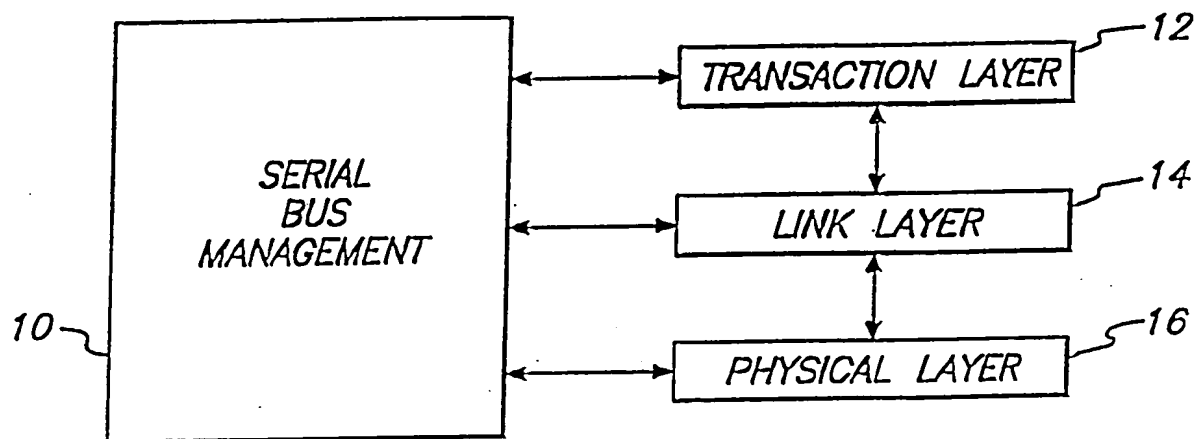 12
TRANSACTION LAYER
SERIAL
BUS
MANAGEMENT
14
LINK LAYER
10
16
PHYSICAL LAYER